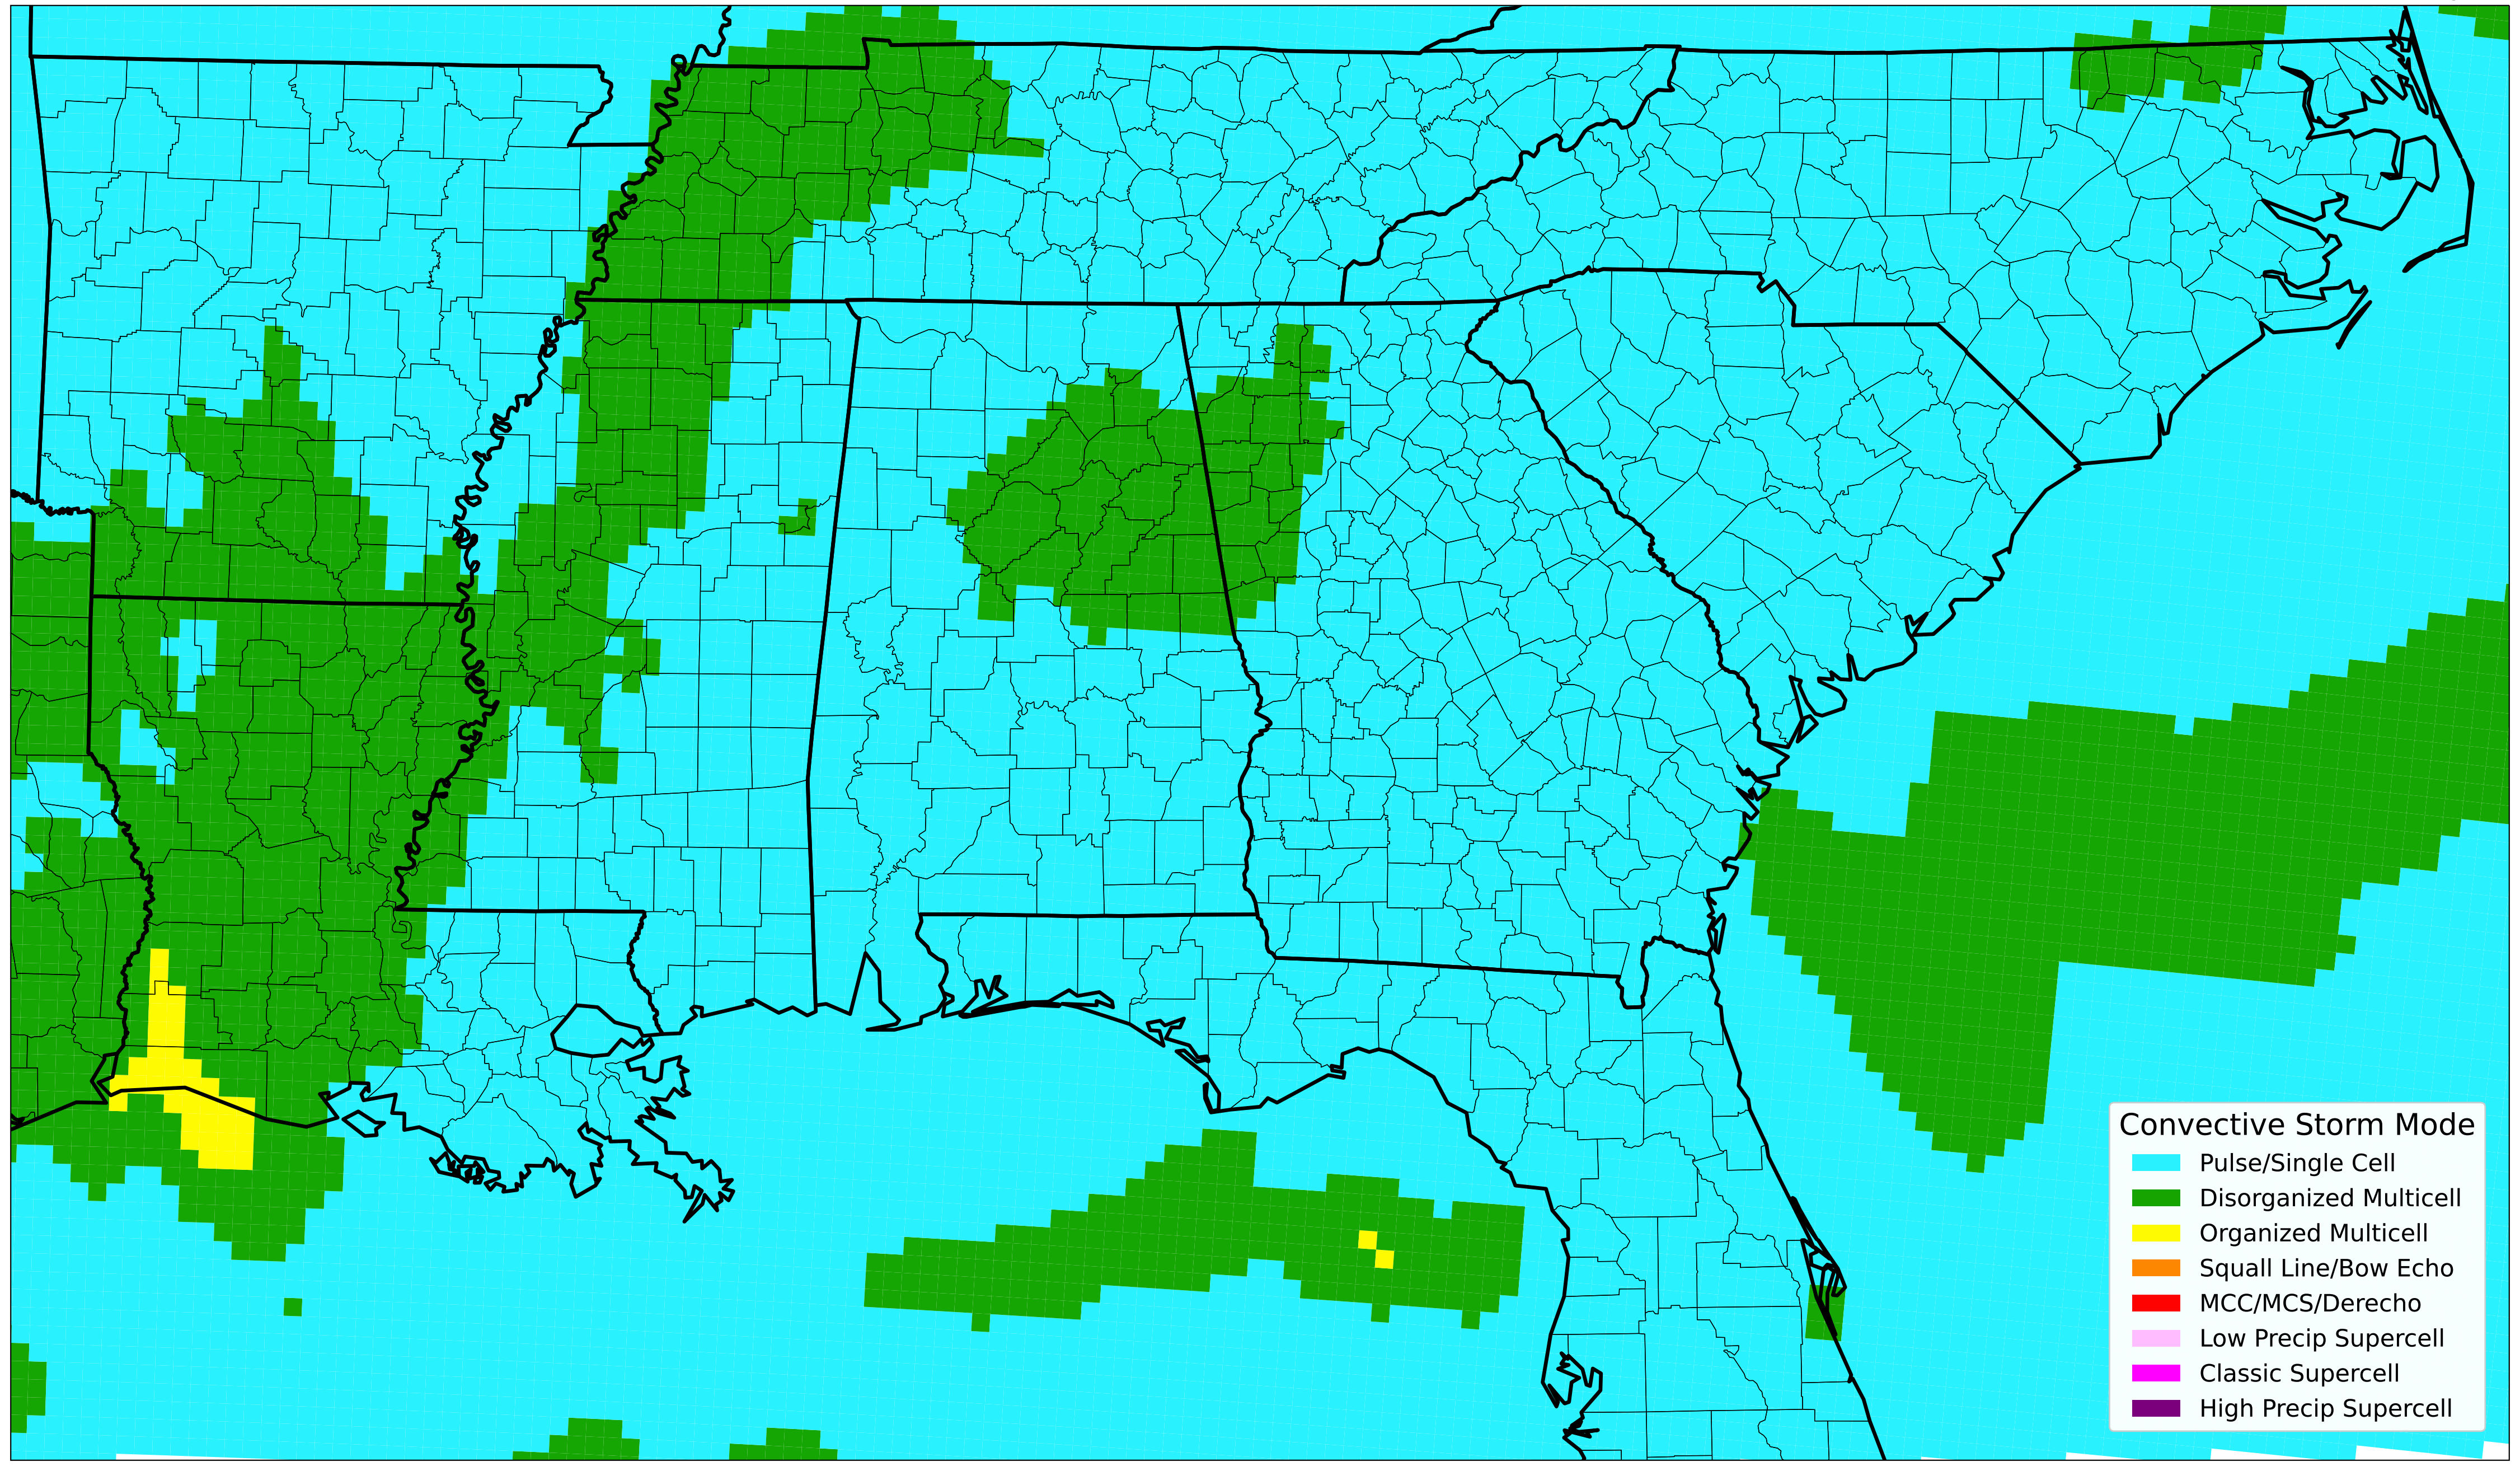 Convective Storm Mode
Pulse/Single Cell
Disorganized Multicell
Organized Multicell
Squall Line/Bow Echo
MCC/MCS/Derecho
Low Precip Supercell
Classic Supercell
High Precip Supercell